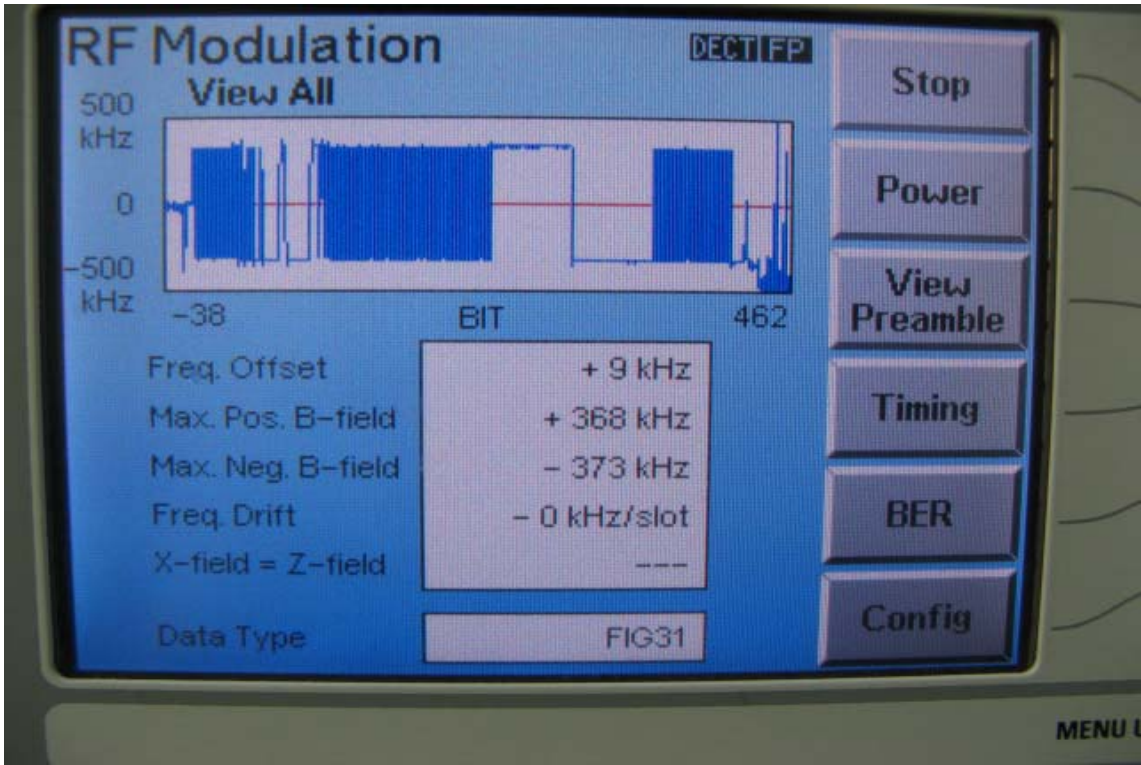 RF Modulation
DECT FP
View All
500
kHz
0
-500
kHz
-38
BIT
462
Freq. Offset
+ 9 kHz
Max. Pos. B-field
+ 368 kHz
Max. Neg. B-field
- 373 kHz
Freq. Drift
- 0 kHz/slot
X-field = Z-field
---
Data Type
FIG31
Stop
Power
View
Preamble
Timing
BER
Config
MENU